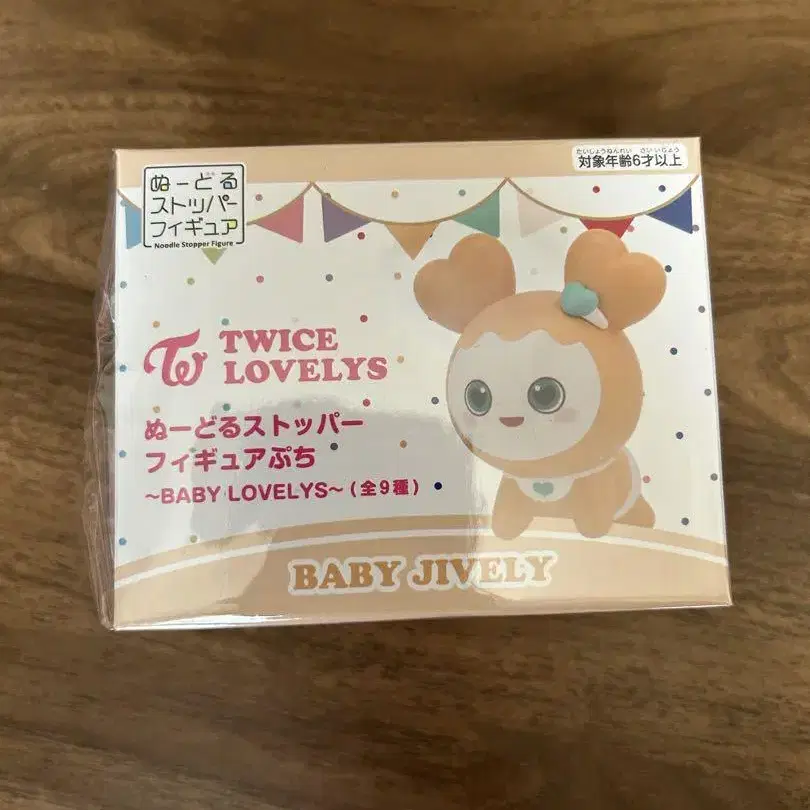 ぬーどる
ストッパー
フィギュア
Noodle Stopper Figure
たいしょうねんれい さいいじょう
対象年齢6才以上
TWICE
LOVELYS
ぬーどるストッパー
フィギュアぷち
~BABY LOVELYS~(全9種)
BABY JIVELY